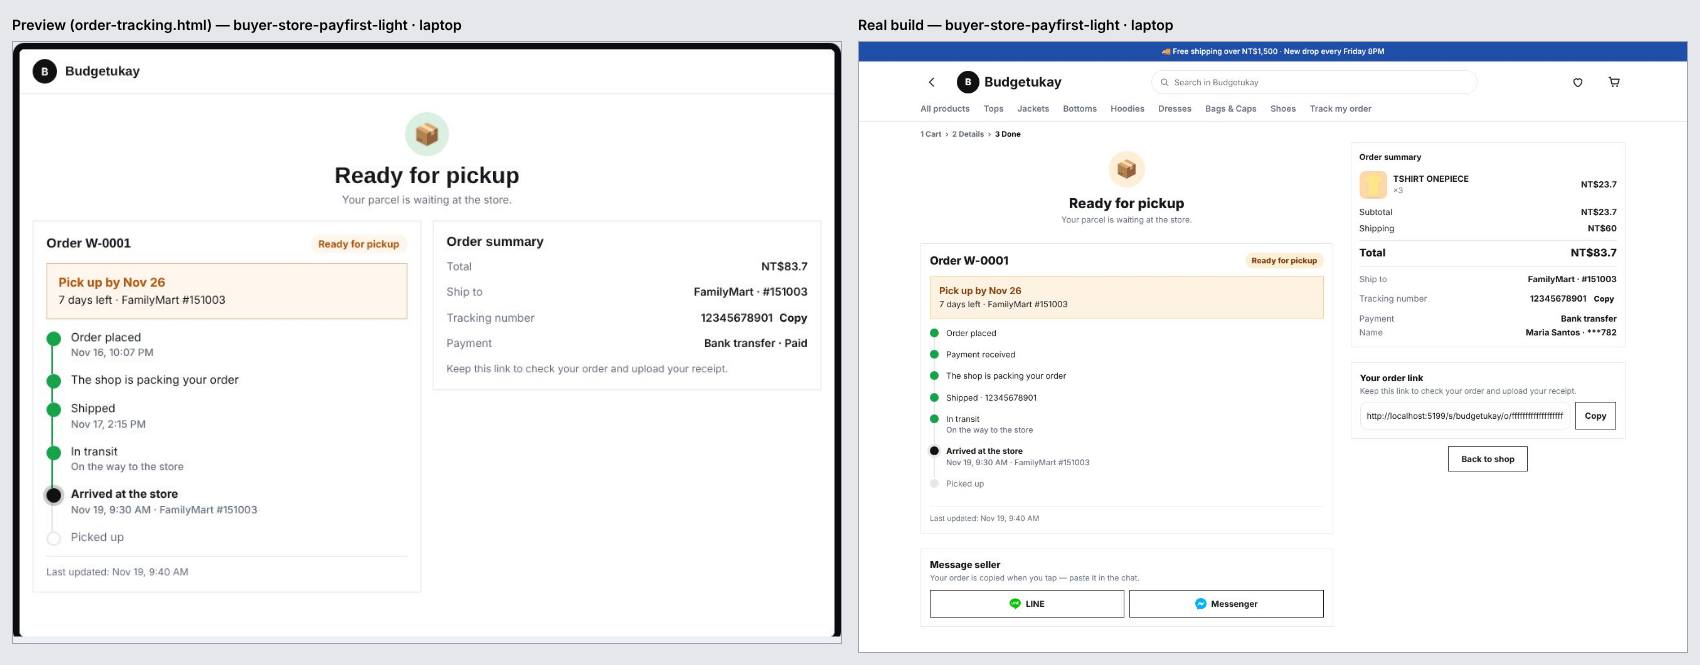 Preview (order-tracking.html) — buyer-store-payfirst-light · laptop
B Budgetukay
Ready for pickup
Your parcel is waiting at the store.
Order W-0001 Ready for pickup
Pick up by Nov 26
7 days left · FamilyMart #151003
Order placed
Nov 16, 10:07 PM
The shop is packing your order
Shipped
Nov 17, 2:15 PM
In transit
On the way to the store
Arrived at the store
Nov 19, 9:30 AM · FamilyMart #151003
Picked up
Last updated: Nov 19, 9:40 AM
Order summary
Total NT$83.7
Ship to FamilyMart · #151003
Tracking number 12345678901 Copy
Payment Bank transfer · Paid
Keep this link to check your order and upload your receipt.
Real build — buyer-store-payfirst-light · laptop
🚚 Free shipping over NT$1,500 · New drop every Friday 8PM
B Budgetukay Search in Budgetukay
All products Tops Jackets Bottoms Hoodies Dresses Bags & Caps Shoes Track my order
1 Cart › 2 Details › 3 Done
Ready for pickup
Your parcel is waiting at the store.
Order W-0001 Ready for pickup
Pick up by Nov 26
7 days left · FamilyMart #151003
Order placed
Payment received
The shop is packing your order
Shipped · 12345678901
In transit
On the way to the store
Arrived at the store
Nov 19, 9:30 AM · FamilyMart #151003
Picked up
Last updated: Nov 19, 9:40 AM
Message seller
Your order is copied when you tap — paste it in the chat.
LINE Messenger
Order summary
TSHIRT ONEPIECE NT$23.7
×3
Subtotal NT$23.7
Shipping NT$60
Total NT$83.7
Ship to FamilyMart · #151003
Tracking number 12345678901 Copy
Payment Bank transfer
Name Maria Santos · ***782
Your order link
Keep this link to check your order and upload your receipt.
http://localhost:5199/s/budgetukay/o/ffffffffffffffffff Copy
Back to shop